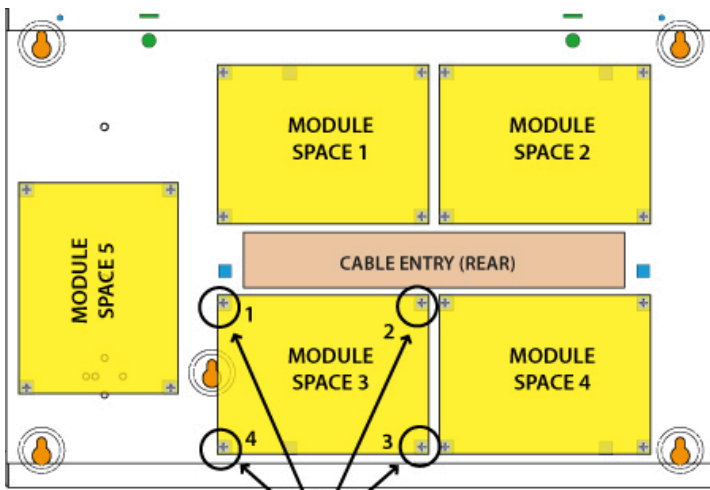 MODULE
SPACE 1
MODULE
SPACE 2
MODULE
SPACE 5
CABLE ENTRY (REAR)
1
2
MODULE
SPACE 3
MODULE
SPACE 4
4
3